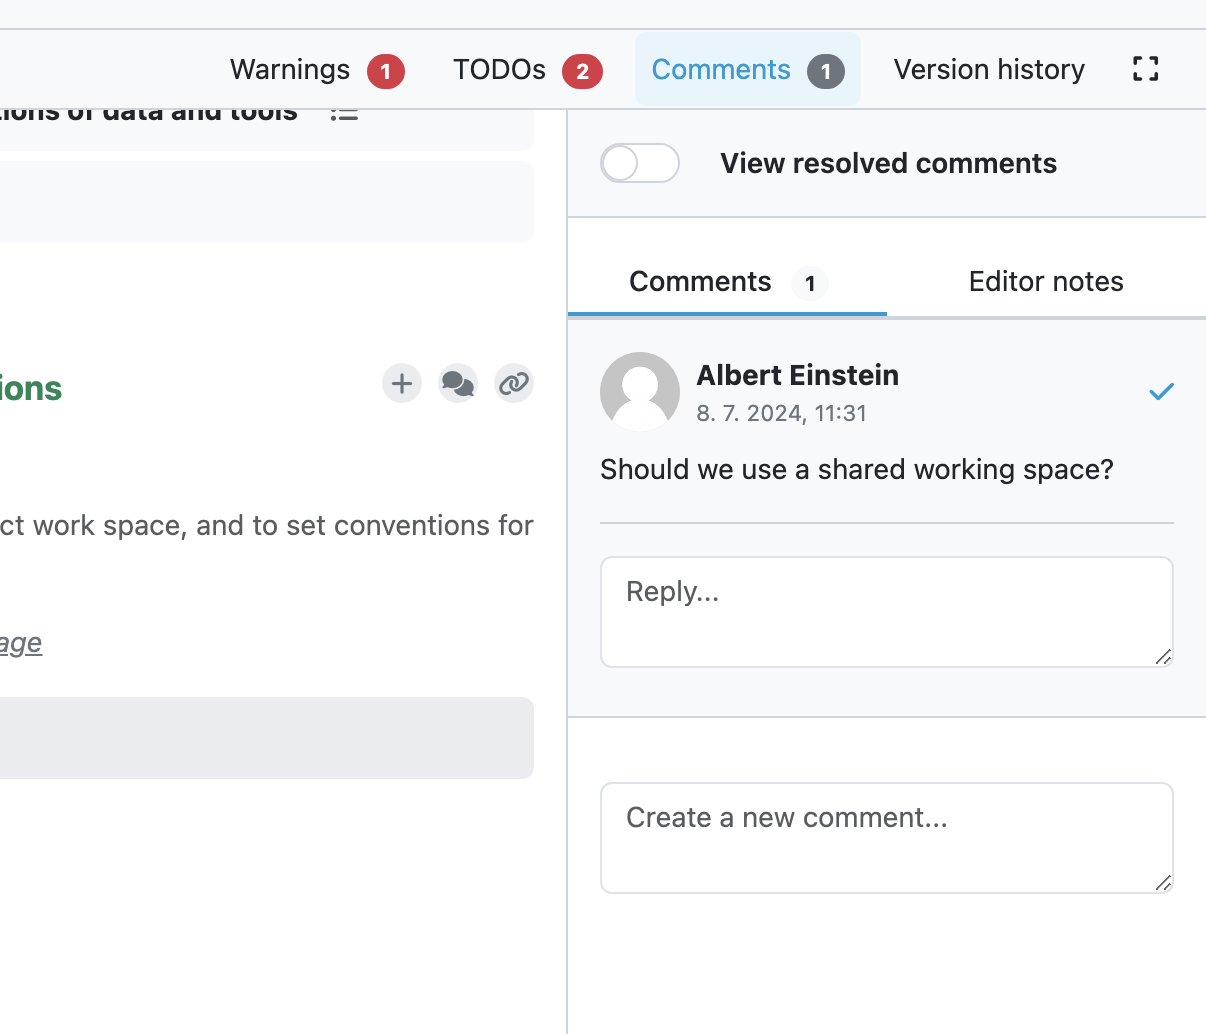 Warnings 1 TODOs 2 Comments 1 Version history
of data and tools
View resolved comments
Comments 1 Editor notes
Albert Einstein
8. 7. 2024, 11:31
Should we use a shared working space?
ions
ct work space, and to set conventions for
Reply...
age
Create a new comment...